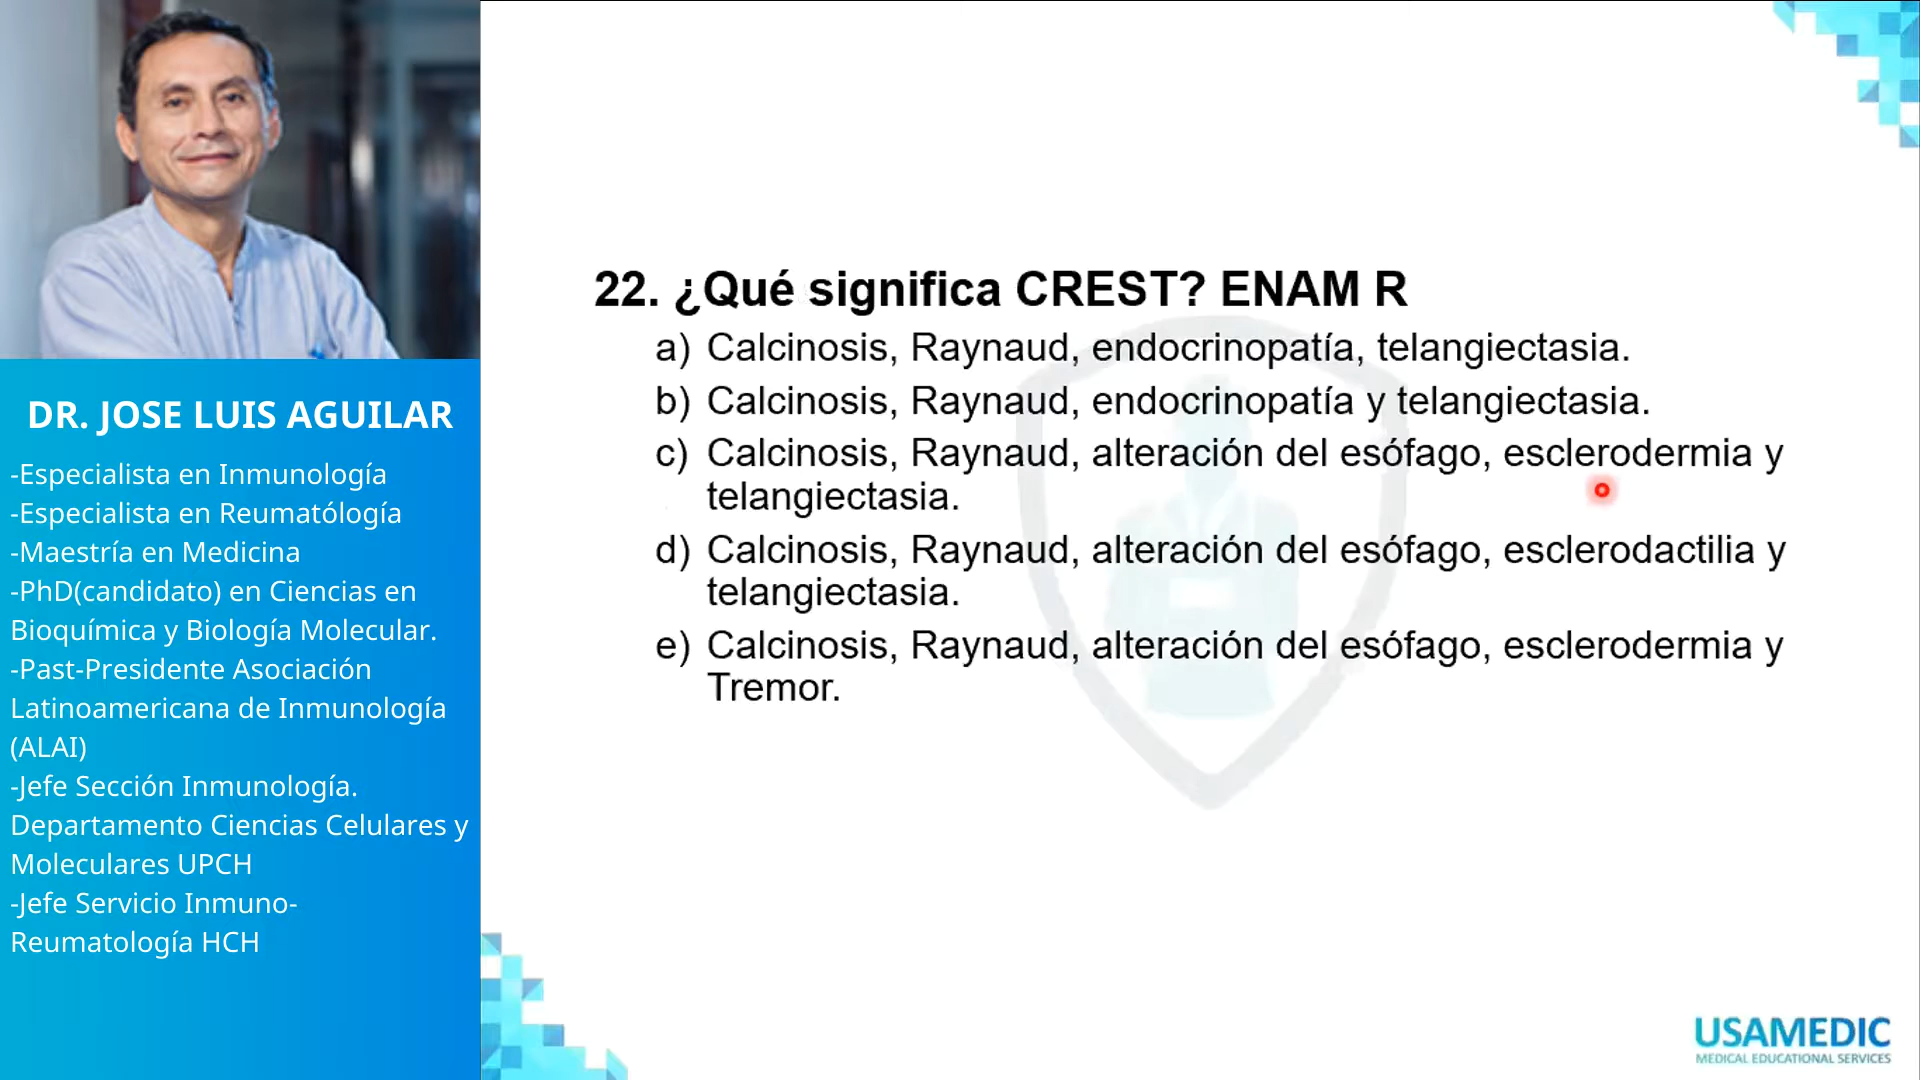 DR. JOSE LUIS AGUILAR
-Especialista en Inmunología
-Especialista en Reumatólogía
-Maestría en Medicina
-PhD(candidato) en Ciencias en
Bioquímica y Biología Molecular.
-Past-Presidente Asociación
Latinoamericana de Inmunología
(ALAI)
-Jefe Sección Inmunología.
Departamento Ciencias Celulares y
Moleculares UPCH
-Jefe Servicio Inmuno-
Reumatología HCH
22. ¿Qué significa CREST? ENAM R
a) Calcinosis, Raynaud, endocrinopatía, telangiectasia.
b) Calcinosis, Raynaud, endocrinopatía y telangiectasia.
c) Calcinosis, Raynaud, alteración del esófago, esclerodermia y
telangiectasia.
d) Calcinosis, Raynaud, alteración del esófago, esclerodactilia y
telangiectasia.
e) Calcinosis, Raynaud, alteración del esófago, esclerodermia y
Tremor.
USAMEDIC
MEDICAL EDUCATIONAL SERVICES